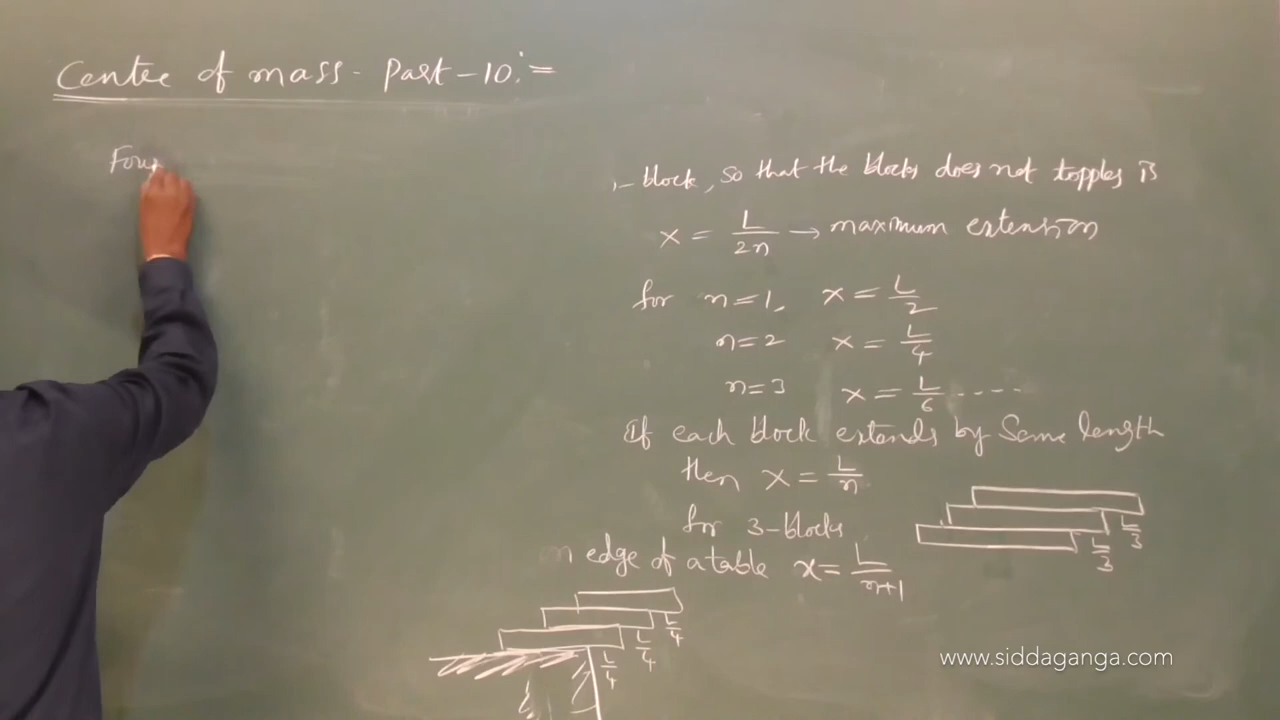 Centre of mass - Part - 10:=
Four
block, so that the blocks does not topples is
x = L/2n → maximum extension
for n=1, x = L/2
n=2 x = L/4
n=3 x = L/6 ----
If each block extends by same length
then x = L/n
for 3-blocks,
L/3
L/3
n edge of a table x = L/n+1
L/4
L/4
L/4
www.siddaganga.com